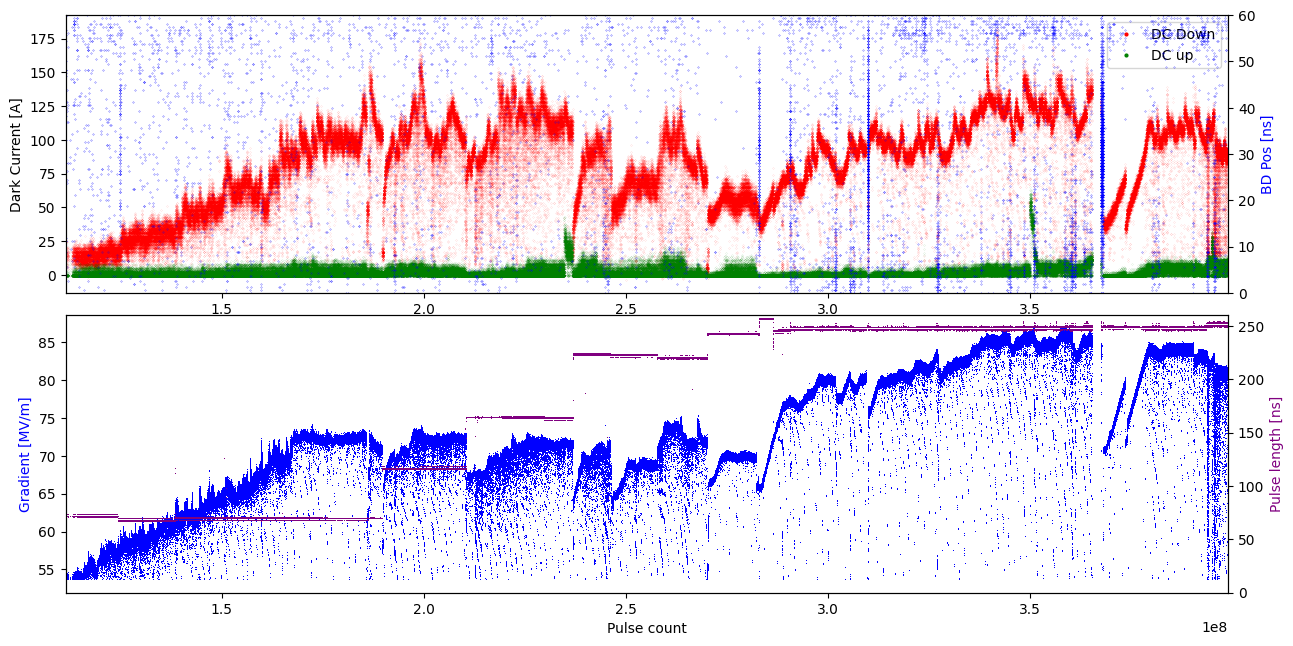 Dark Current [A]
175
150
125
100
75
50
25
0
DC Down
DC up
60
50
40
30
20
10
0
BD Pos [ns]
1.5 2.0 2.5 3.0 3.5
Gradient [MV/m]
85
80
75
70
65
60
55
250
200
150
100
50
0
Pulse length [ns]
1.5 2.0 2.5 3.0 3.5
Pulse count
1e8